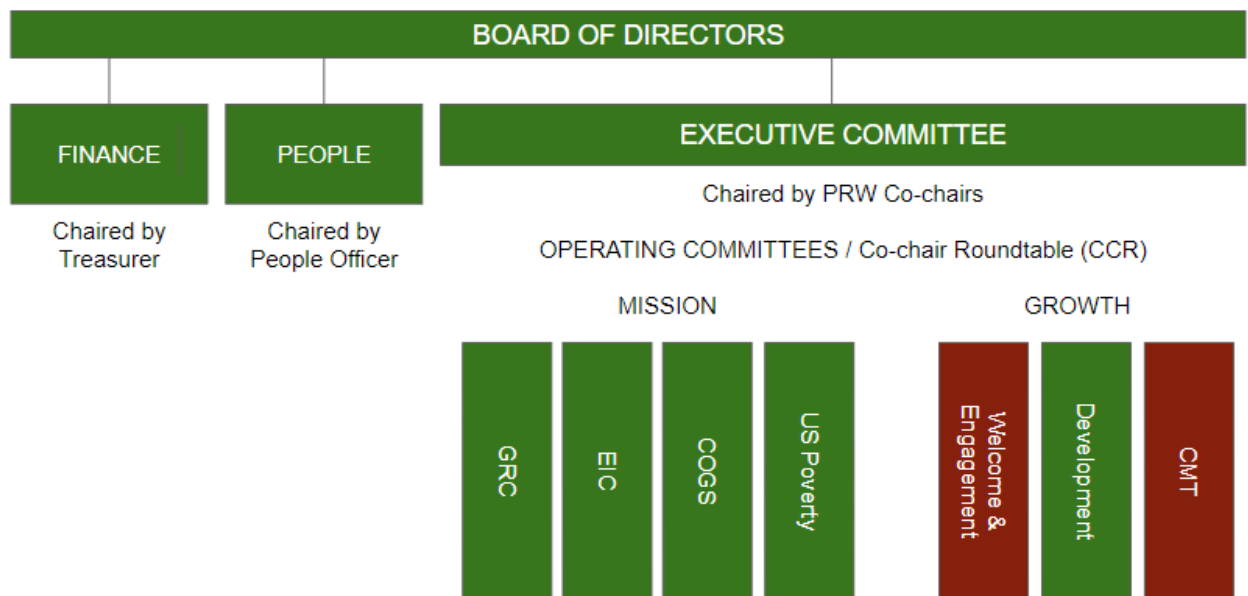 BOARD OF DIRECTORS
FINANCE
PEOPLE
EXECUTIVE COMMITTEE
Chaired by
Treasurer
Chaired by
People Officer
Chaired by PRW Co-chairs
OPERATING COMMITTEES / Co-chair Roundtable (CCR)
MISSION
GROWTH
GRC
EIC
COGS
US Poverty
Welcome &
Engagement
Development
CMT